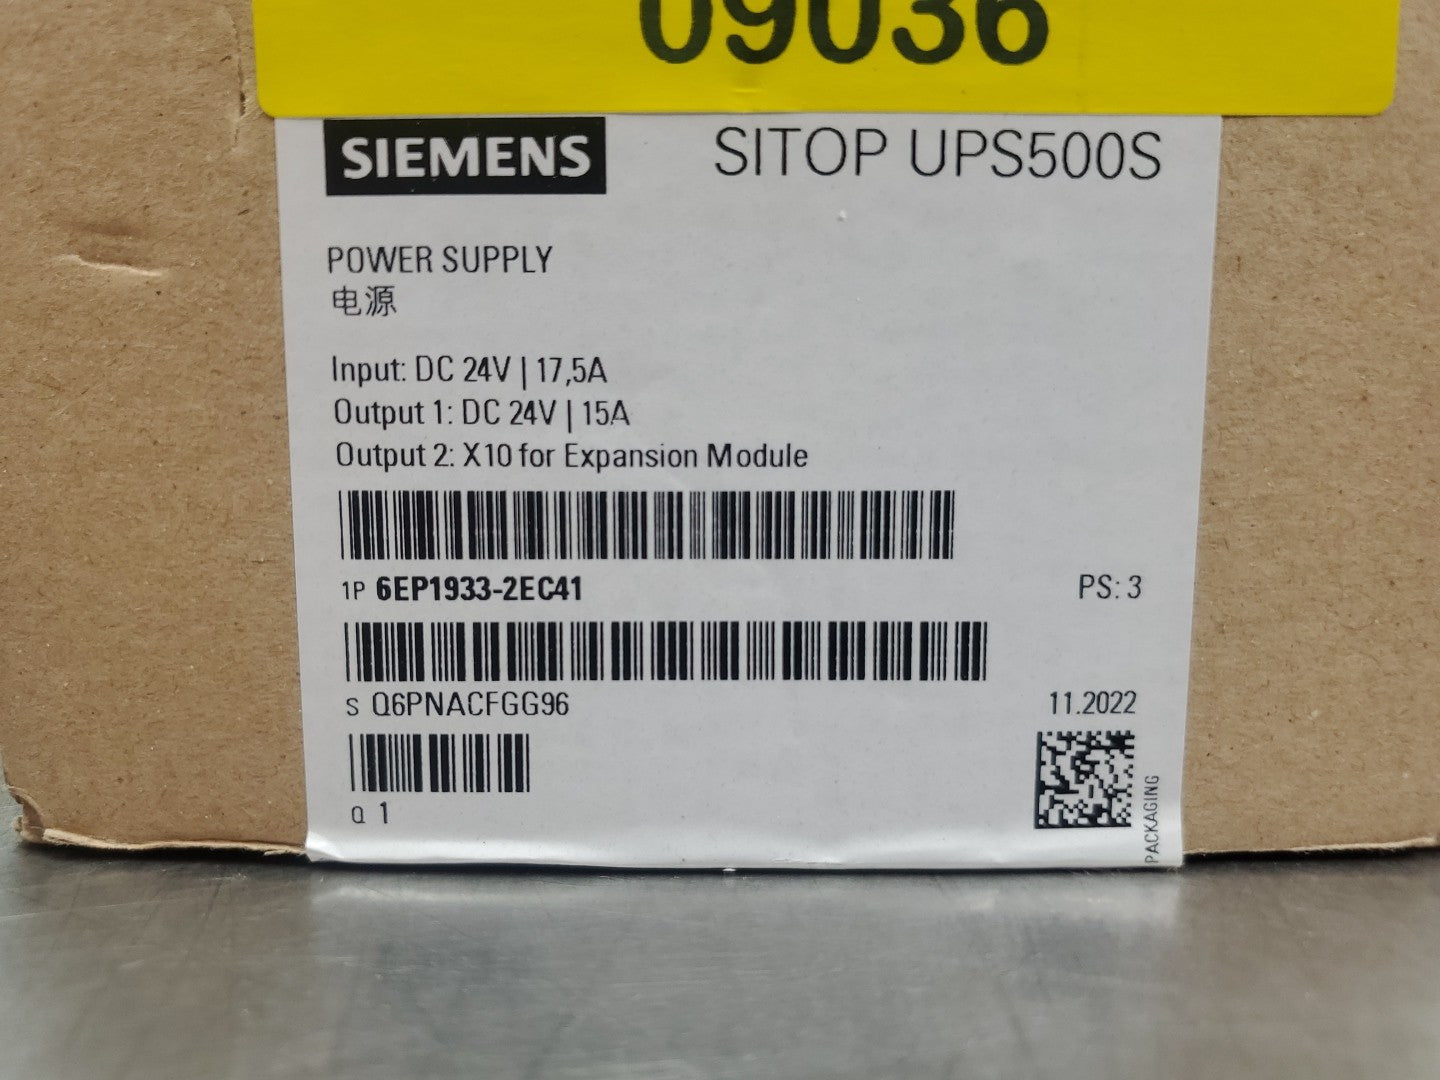 09036
SIEMENS
SITOP UPS500S
POWER SUPPLY
电源
Input: DC 24V | 17,5A
Output 1: DC 24V | 15A
Output 2: X10 for Expansion Module
1P 6EP1933-2EC41
PS: 3
S Q6PNACFGG96
11.2022
Q 1
PACKAGING